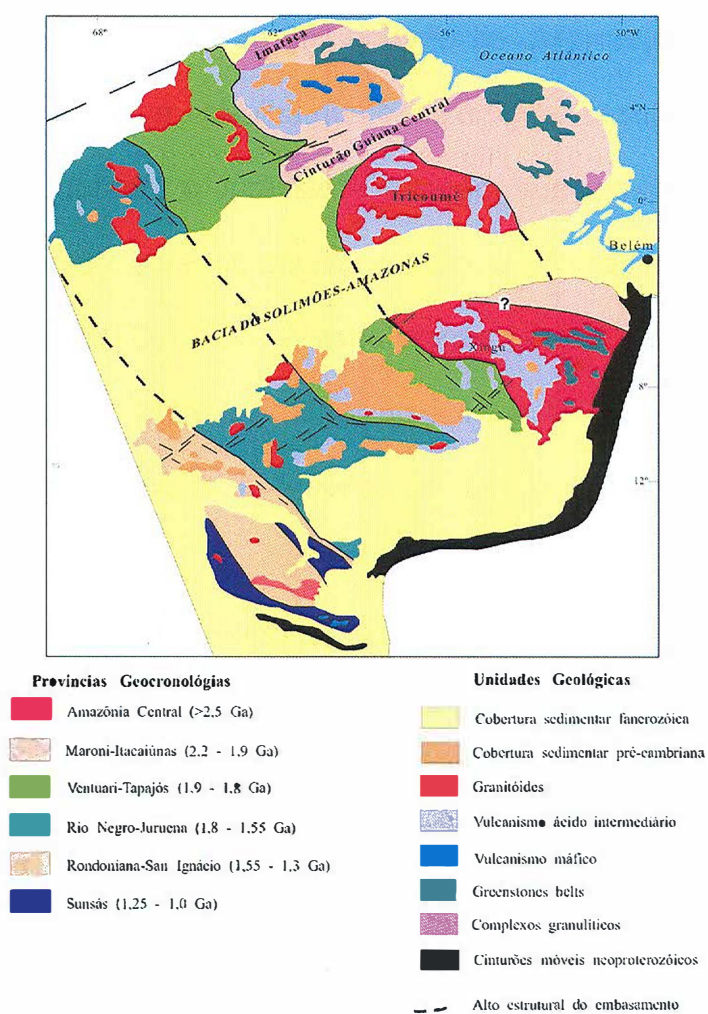 68°
62°
56°
50°W
Imataca
Oceano Atlântico
4°N
Cinturão Guiana Central
Tricoumé
0°
Belém
BACIA DO SOLIMÕES-AMAZONAS
?
Xingu
8°
12°
Províncias Geocronológias
Amazônia Central (>2,5 Ga)
Maroni-Itacaiúnas (2.2 - 1.9 Ga)
Ventuari-Tapajós (1.9 - 1.8 Ga)
Rio Negro-Juruena (1.8 - 1.55 Ga)
Rondoniana-San Ignácio (1,55 - 1.3 Ga)
Sunsás (1,25 - 1.0 Ga)
Unidades Geológicas
Cobertura sedimentar fanerozóica
Cobertura sedimentar pré-cambriana
Granitóides
Vulcanismo ácido intermediário
Vulcanismo máfico
Greenstones belts
Complexos granulíticos
Cinturões móveis neoproterozóicos
Alto estrutural do embasamento